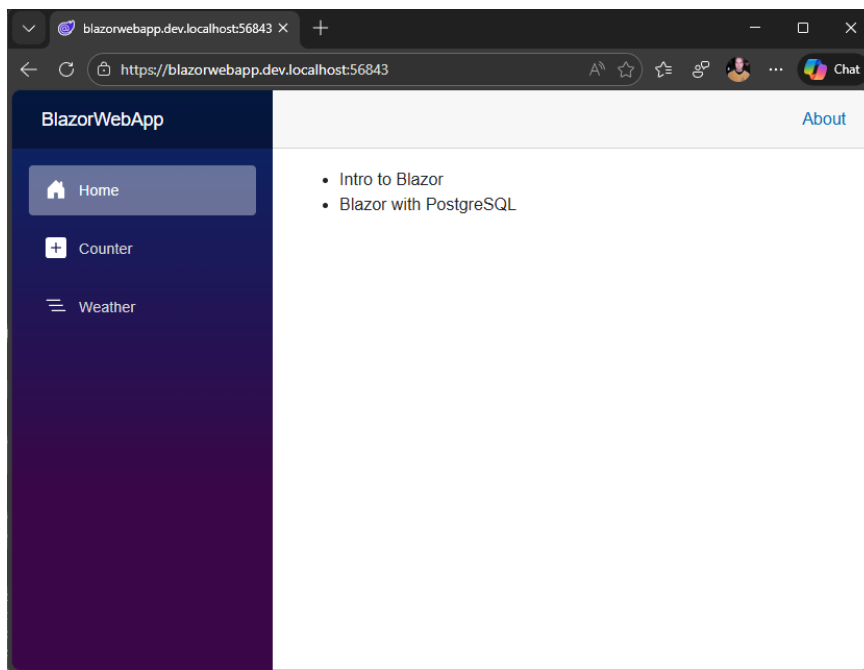 blazorwebapp.dev.localhost:56843
https://blazorwebapp.dev.localhost:56843
Chat
BlazorWebApp
About
Home
Counter
Weather
• Intro to Blazor
• Blazor with PostgreSQL